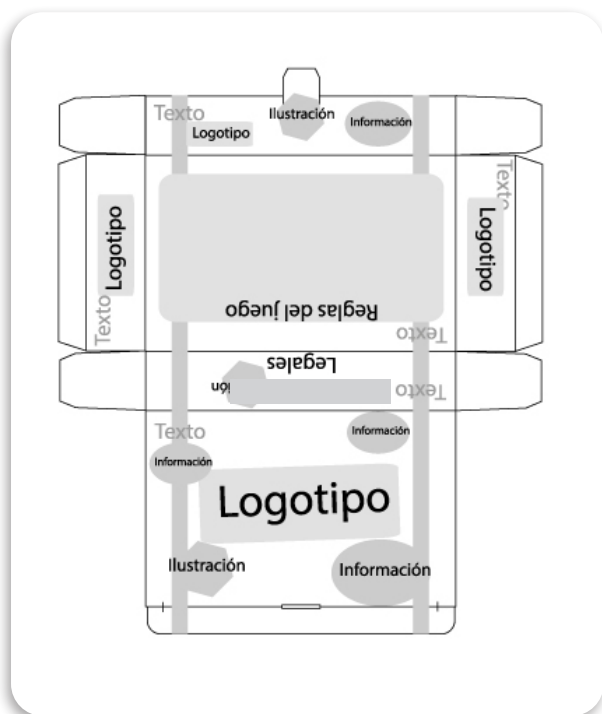 Texto
Ilustración
Información
Logotipo
Texto
Logotipo
Logotipo
Texto
Reglas del juego
Texto
Legales
ión
Texto
Texto
Información
Información
Logotipo
Ilustración
Información